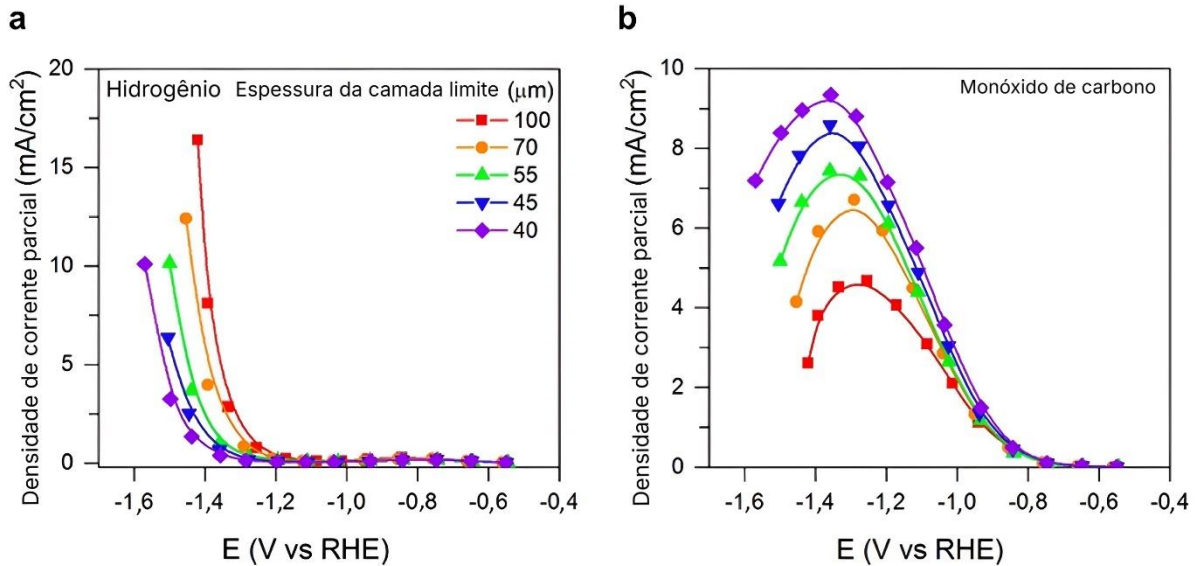 a
Densidade de corrente parcial (mA/cm2)
20
15
10
5
0
Hidrogênio Espessura da camada limite (μm)
100
70
55
45
40
-1,6 -1,4 -1,2 -1,0 -0,8 -0,6 -0,4
E (V vs RHE)
b
Densidade de corrente parcial (mA/cm2)
10
8
6
4
2
0
Monóxido de carbono
-1,6 -1,4 -1,2 -1,0 -0,8 -0,6 -0,4
E (V vs RHE)